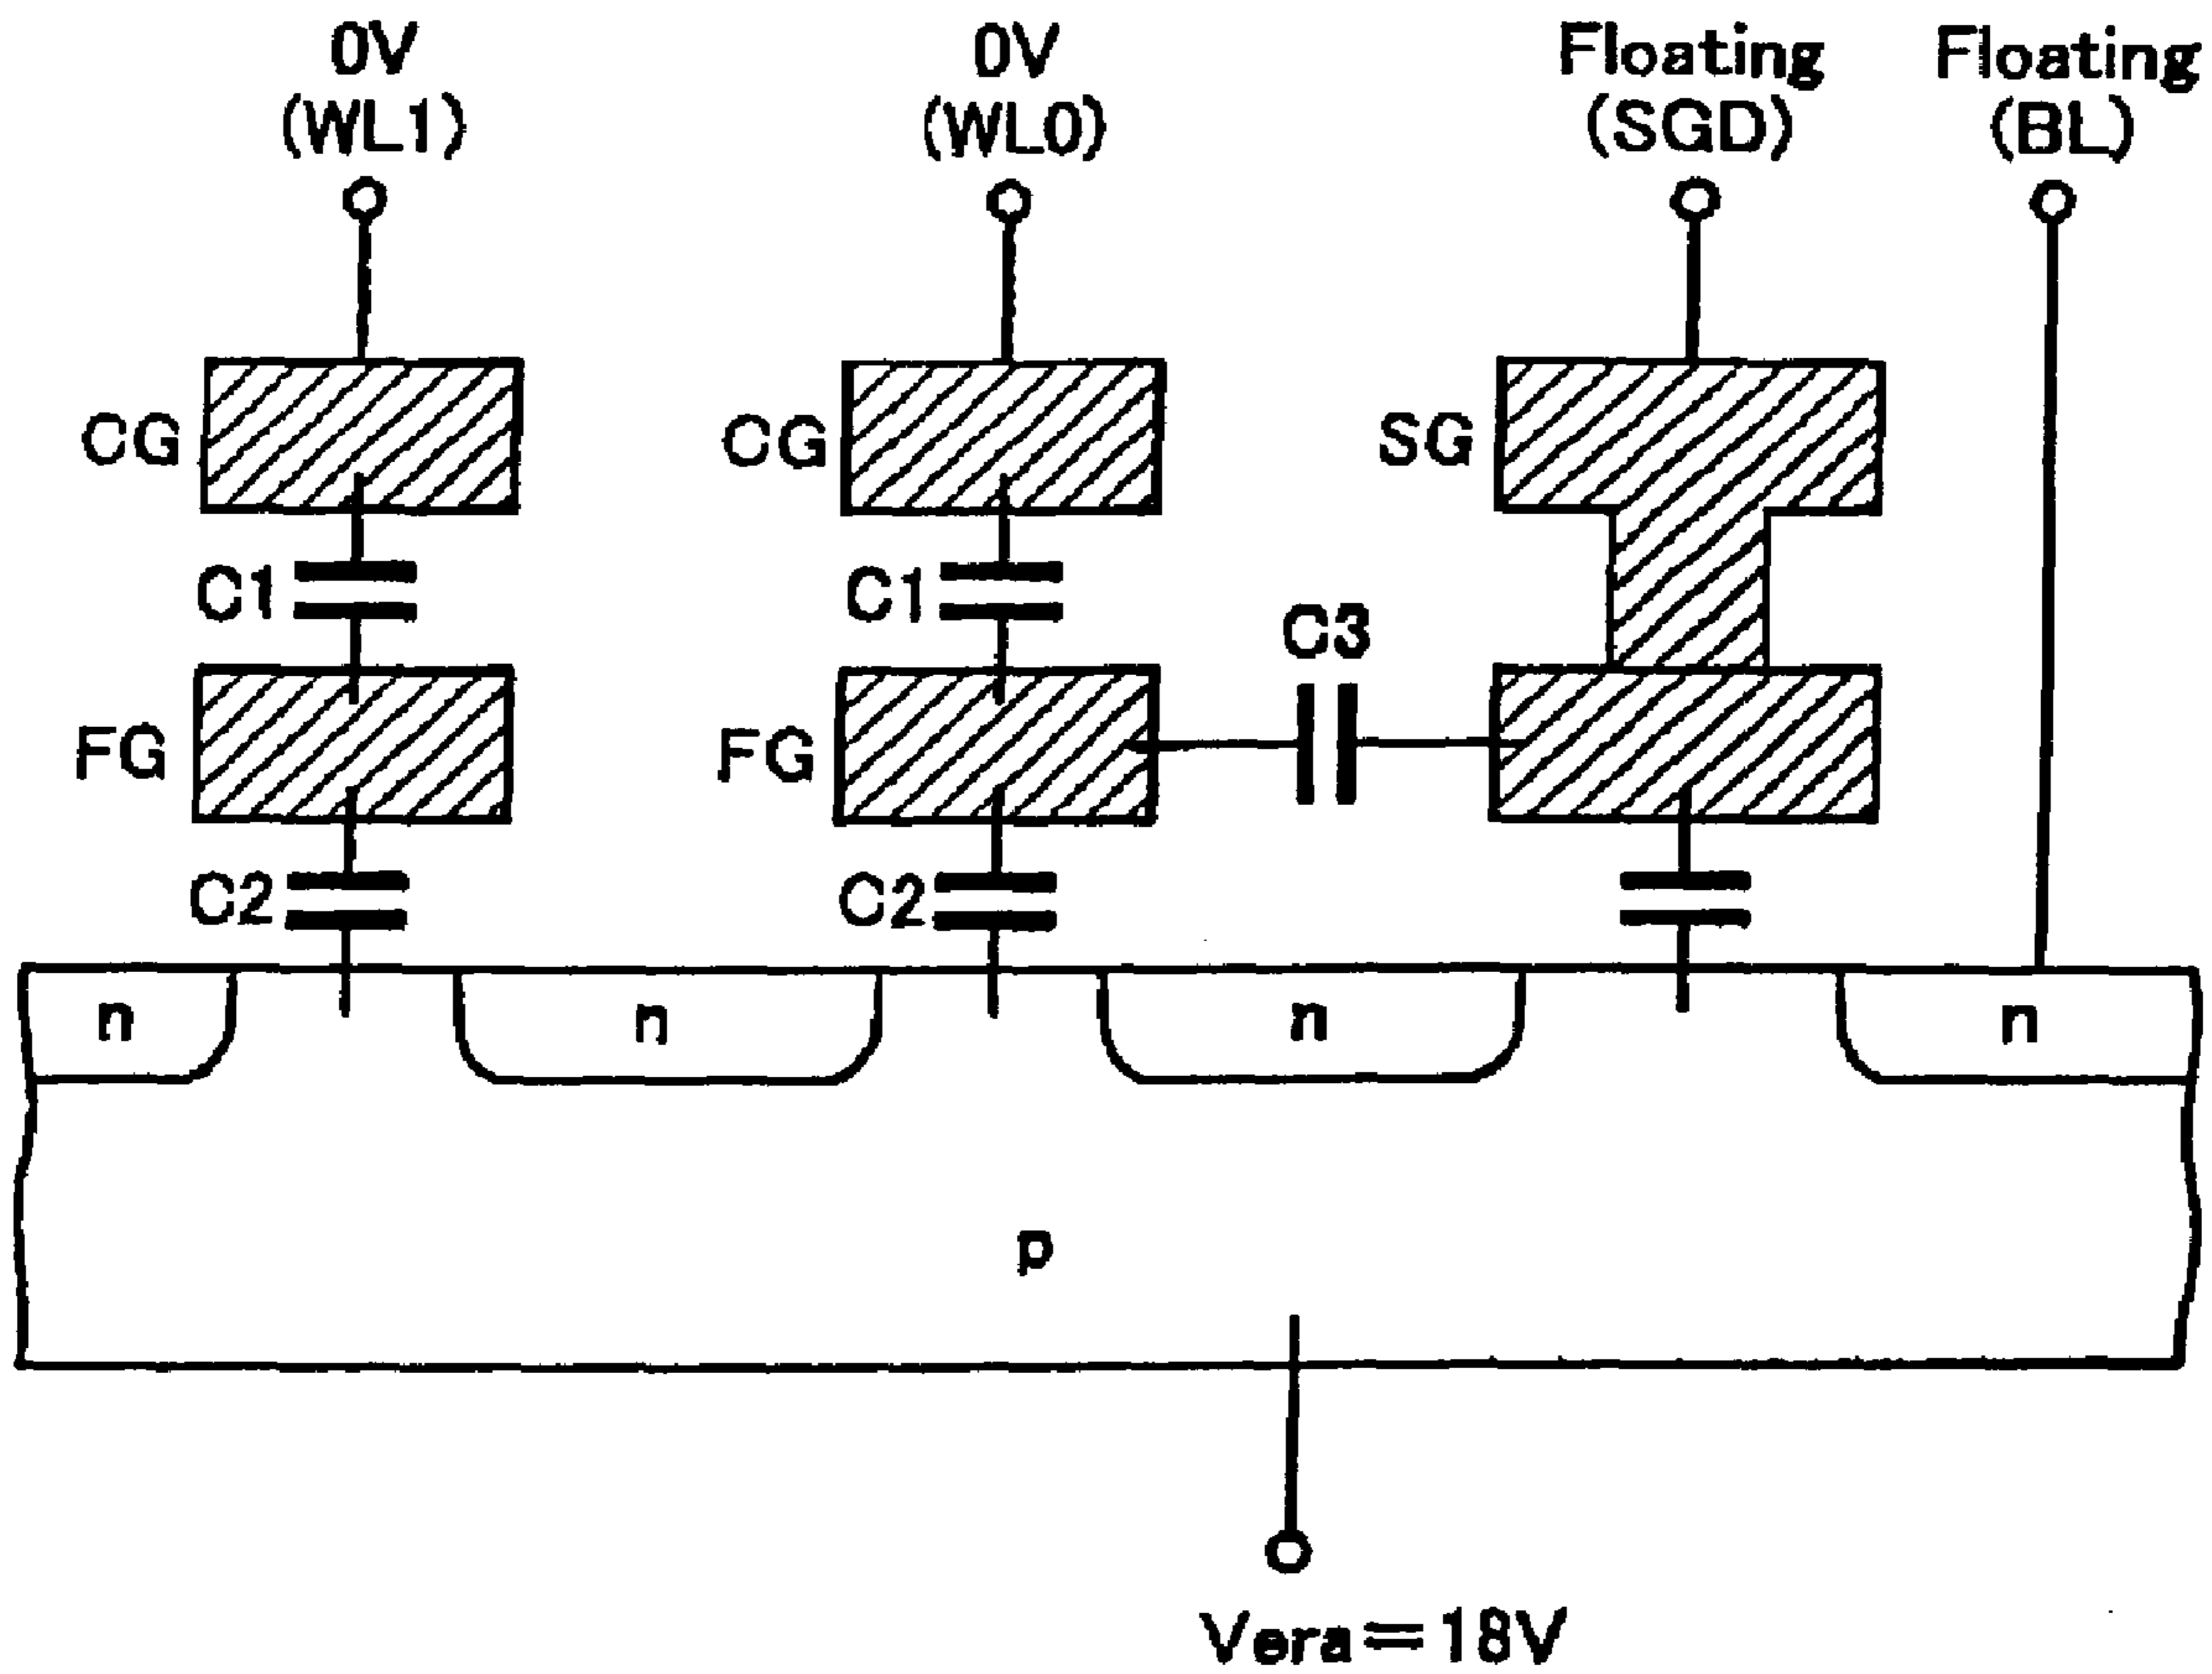 0V
(WL1)
0V
(WL0)
Floating
(SGD)
Floating
(BL)
CG
CG
SG
C1
C1
C3
FG
FG
C2
C2
n
n
n
n
p
Vera=18V